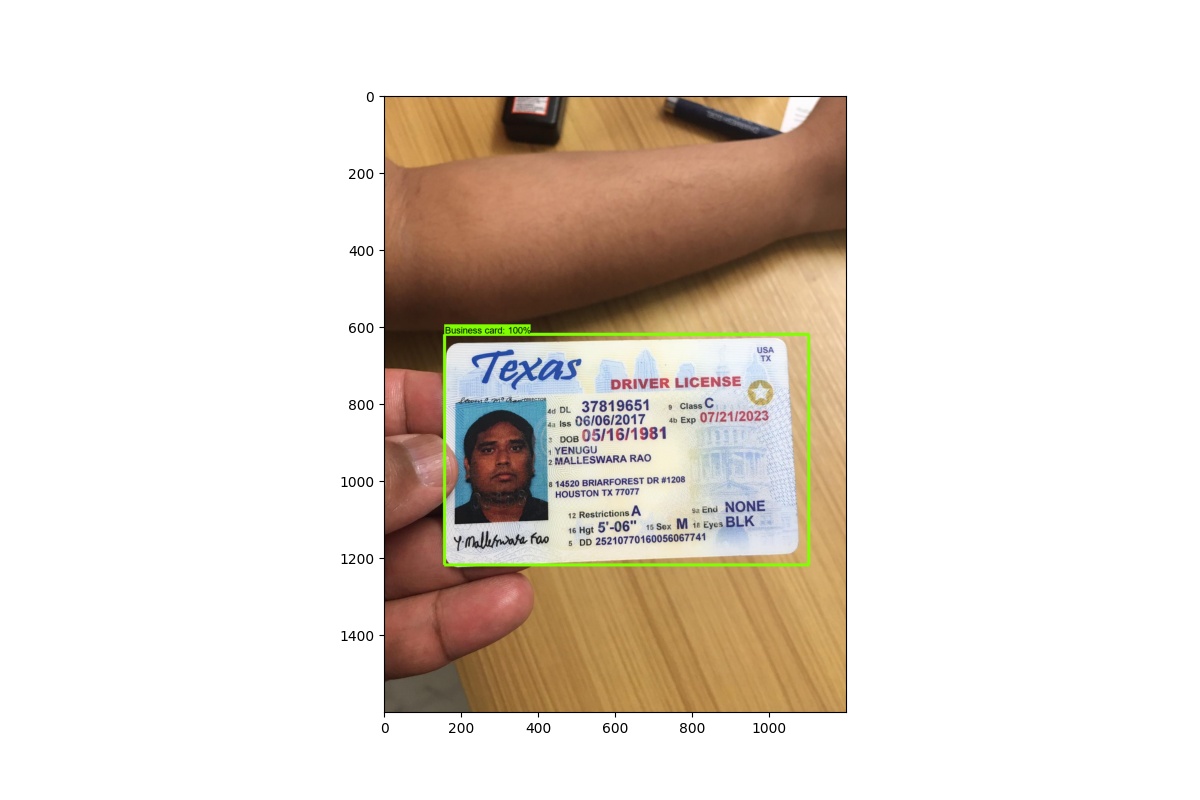 0
200
400
600
800
1000
1200
1400
Business card: 100%
Texas
USA
TX
DRIVER LICENSE
4d DL 37819651 9 Class C
4a Iss 06/06/2017 4b Exp 07/21/2023
3 DOB 05/16/1981
1 YENUGU
2 MALLESWARA RAO
8 14520 BRIARFOREST DR #1208
HOUSTON TX 77077
12 Restrictions A 9a End NONE
16 Hgt 5'-06" 15 Sex M 18 Eyes BLK
5 DD 25210770160056067741
Y. Malleswara Rao
0 200 400 600 800 1000